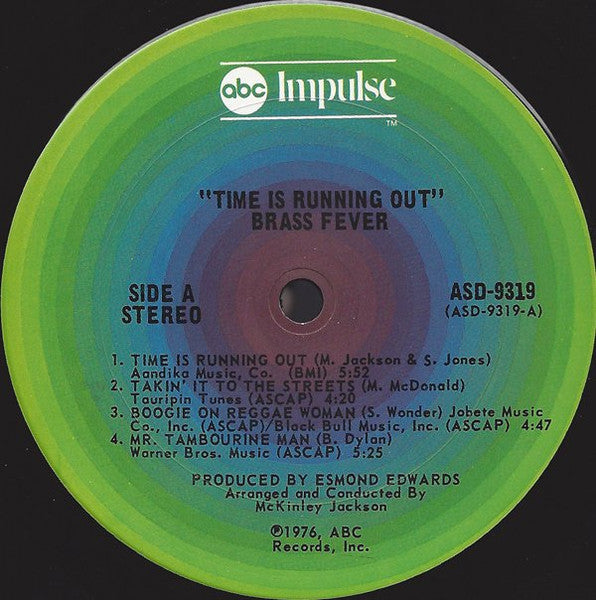 abc Impulse
TM
"TIME IS RUNNING OUT"
BRASS FEVER
SIDE A
STEREO
ASD-9319
(ASD-9319-A)
1. TIME IS RUNNING OUT (M. Jackson & S. Jones)
Aandika Music, Co. (BMI) 5:52
2. TAKIN' IT TO THE STREETS (M. McDonald)
Tauripin Tunes (ASCAP) 4:20
3. BOOGIE ON REGGAE WOMAN (S. Wonder) Jobete Music
Co., Inc. (ASCAP)/Black Bull Music, Inc. (ASCAP) 4:47
4. MR. TAMBOURINE MAN (B. Dylan)
Warner Bros. Music (ASCAP) 5:25
PRODUCED BY ESMOND EDWARDS
Arranged and Conducted By
McKinley Jackson
℗1976, ABC
Records, Inc.